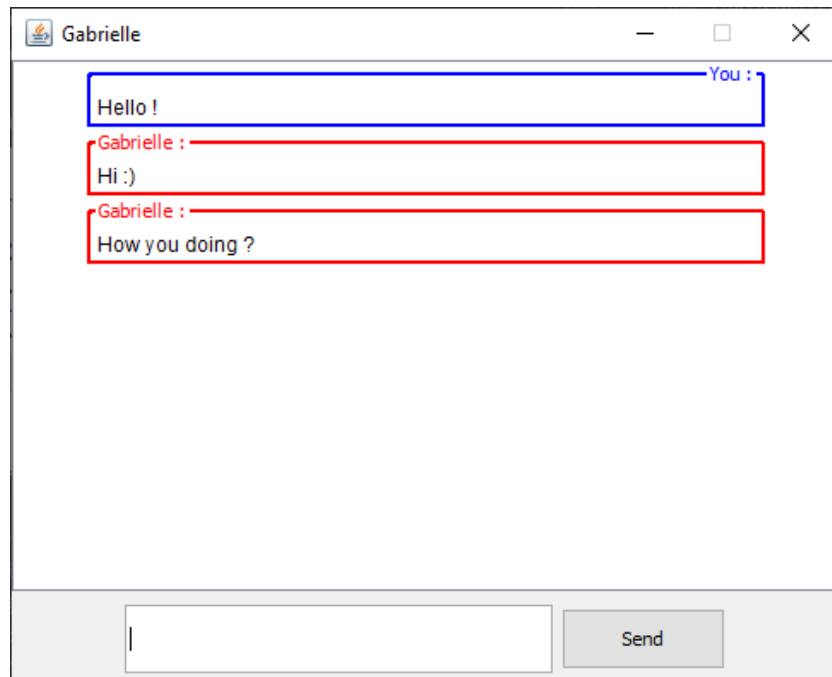 Gabrielle
You :
Hello !
Gabrielle :
Hi :)
Gabrielle :
How you doing ?
Send